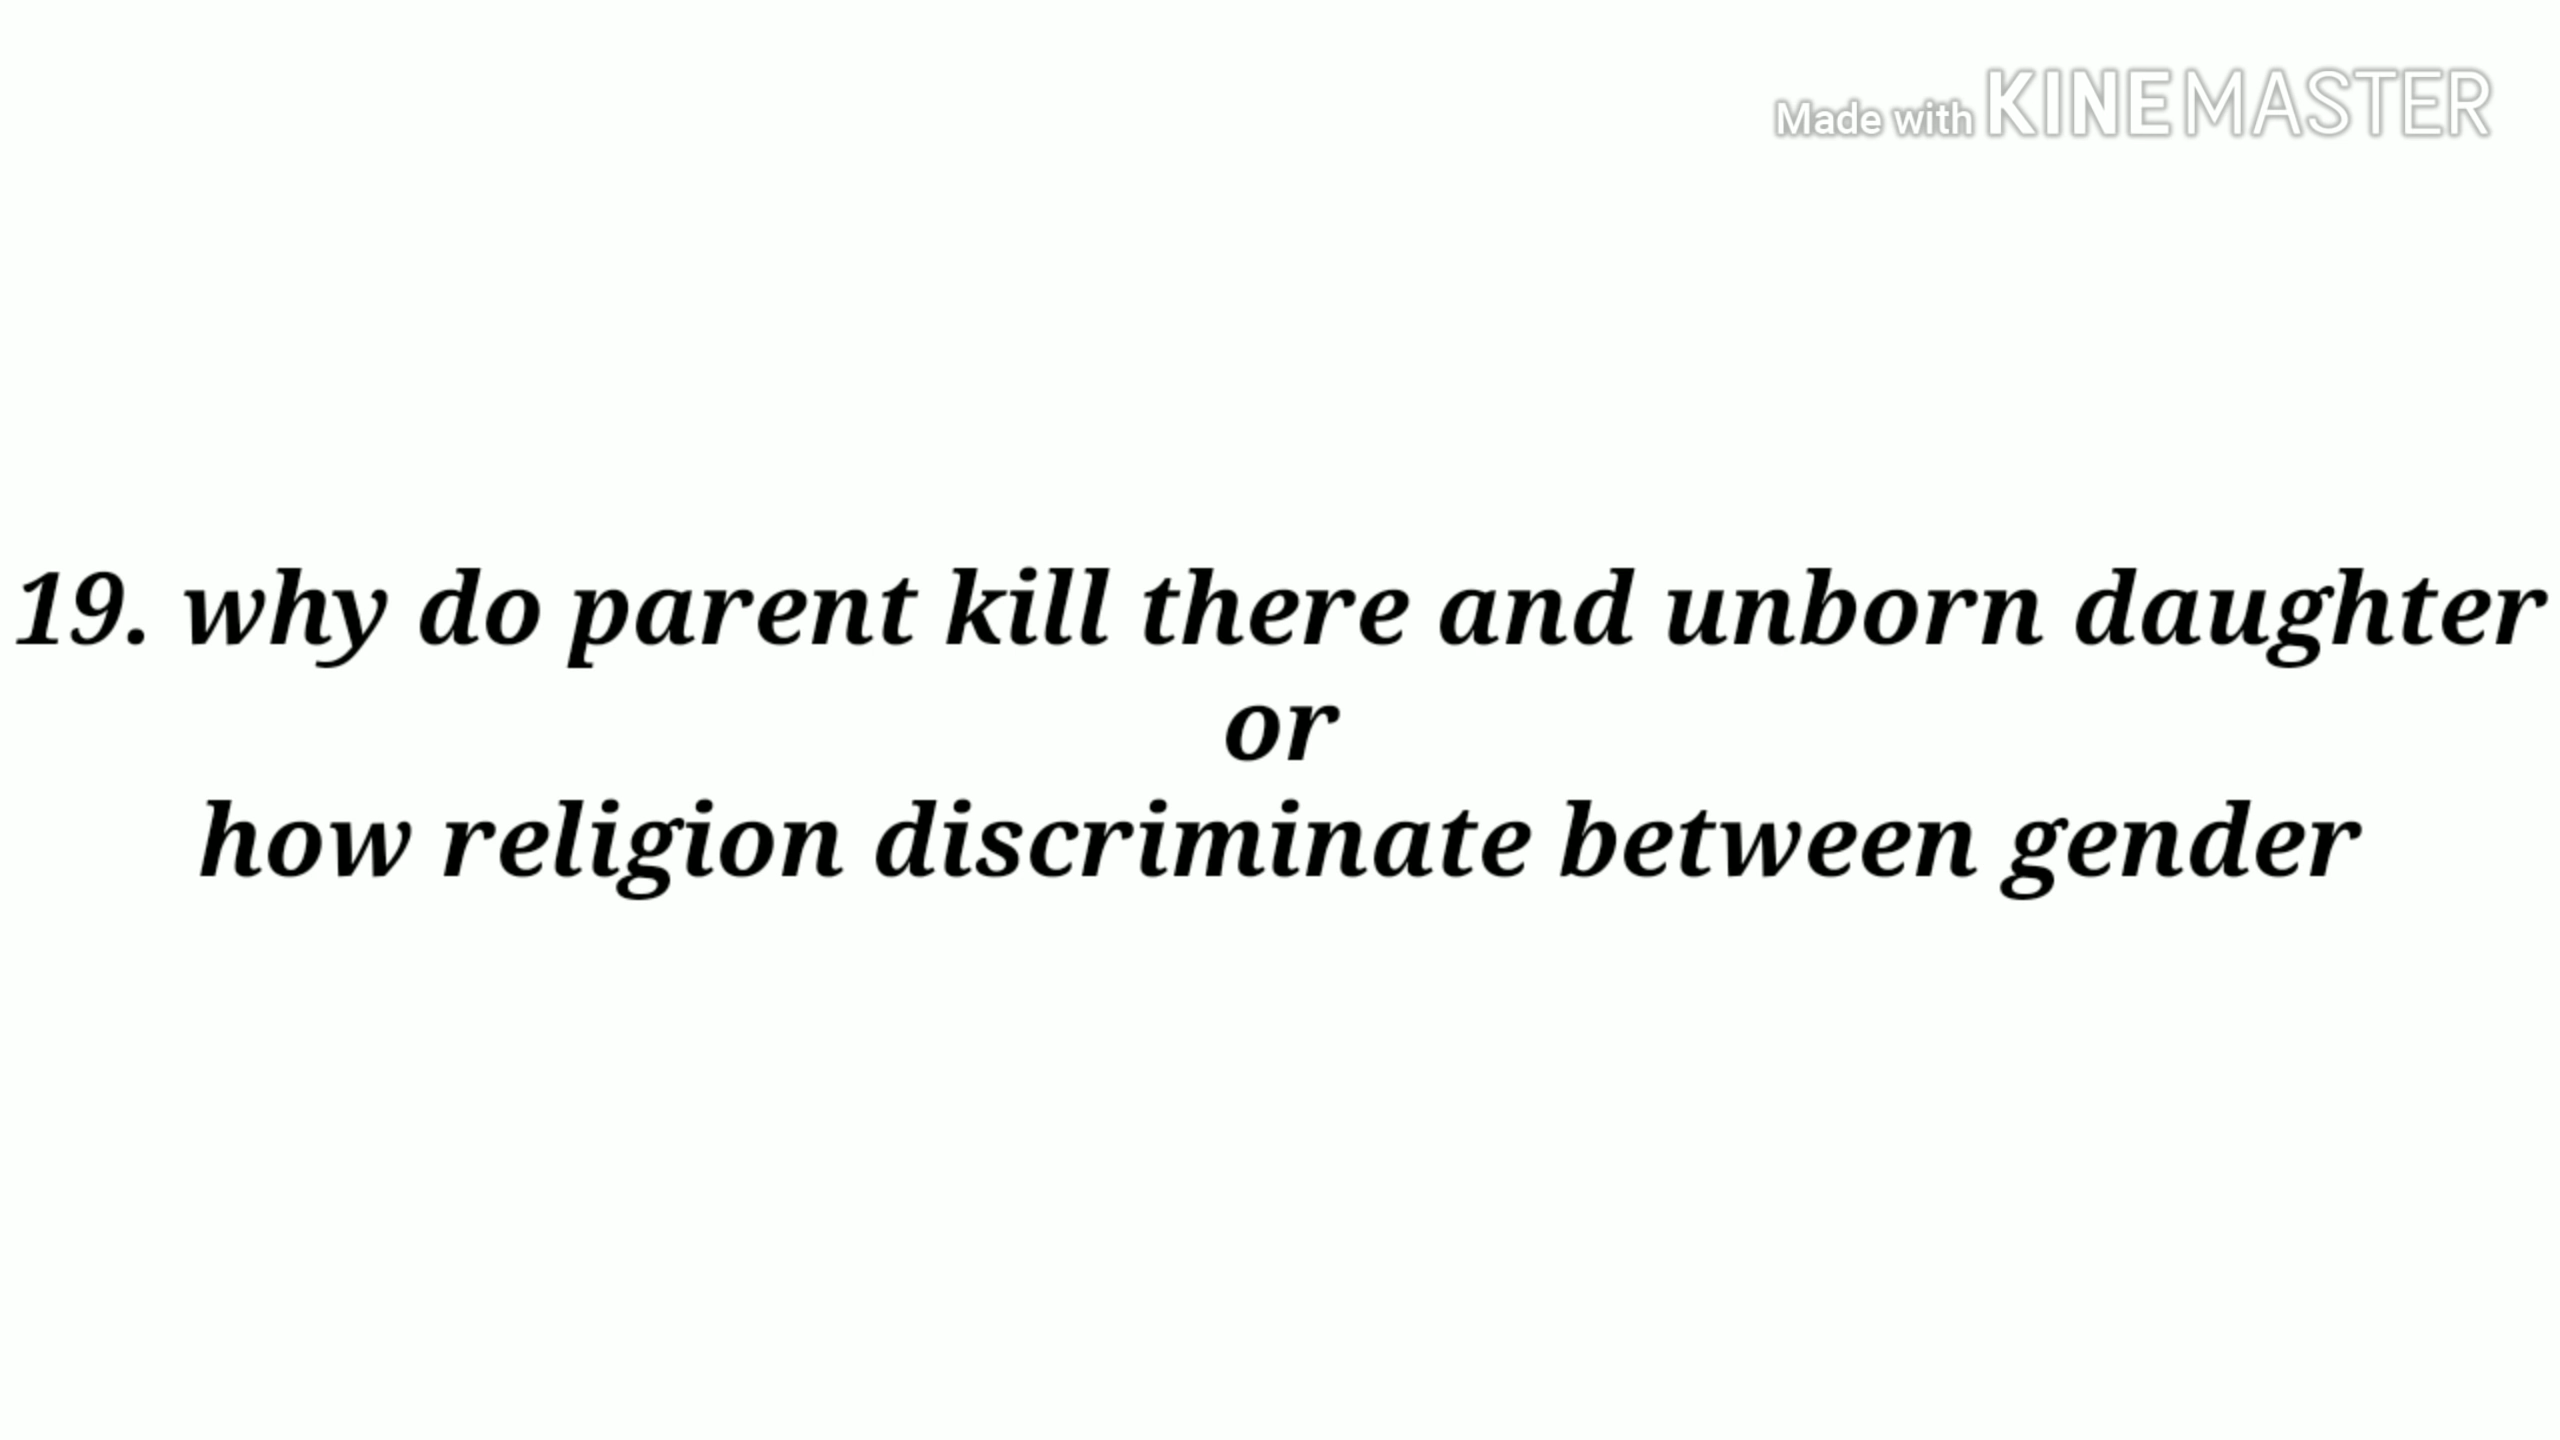 Made with KINEMASTER
19. why do parent kill there and unborn daughter
or
how religion discriminate between gender